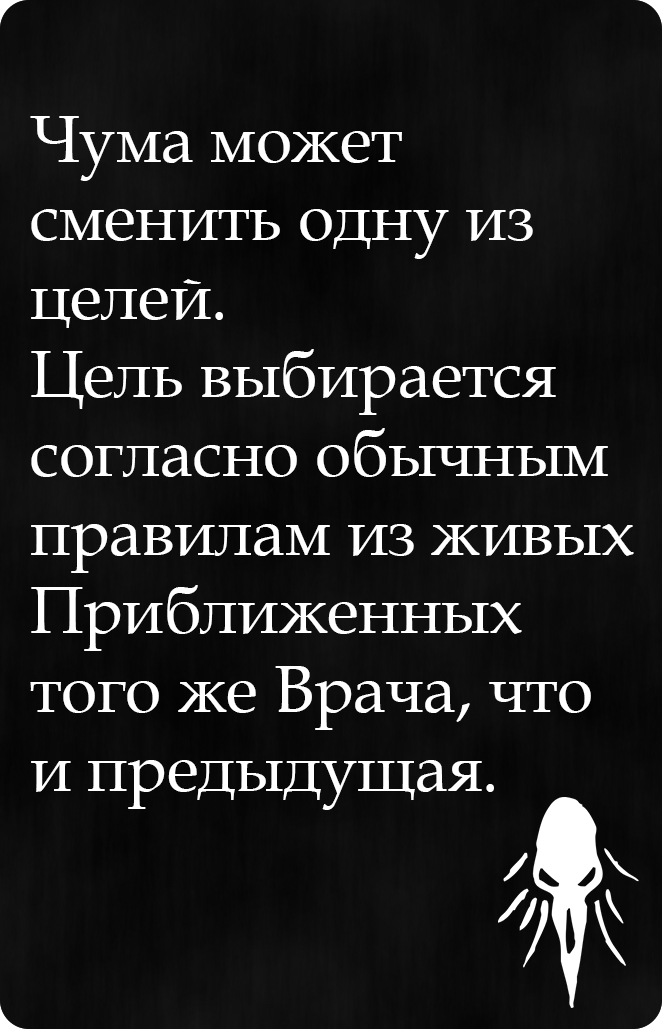 Чума может
сменить одну из
целей.
Цель выбирается
согласно обычным
правилам из живых
Приближенных
того же Врача, что
и предыдущая.